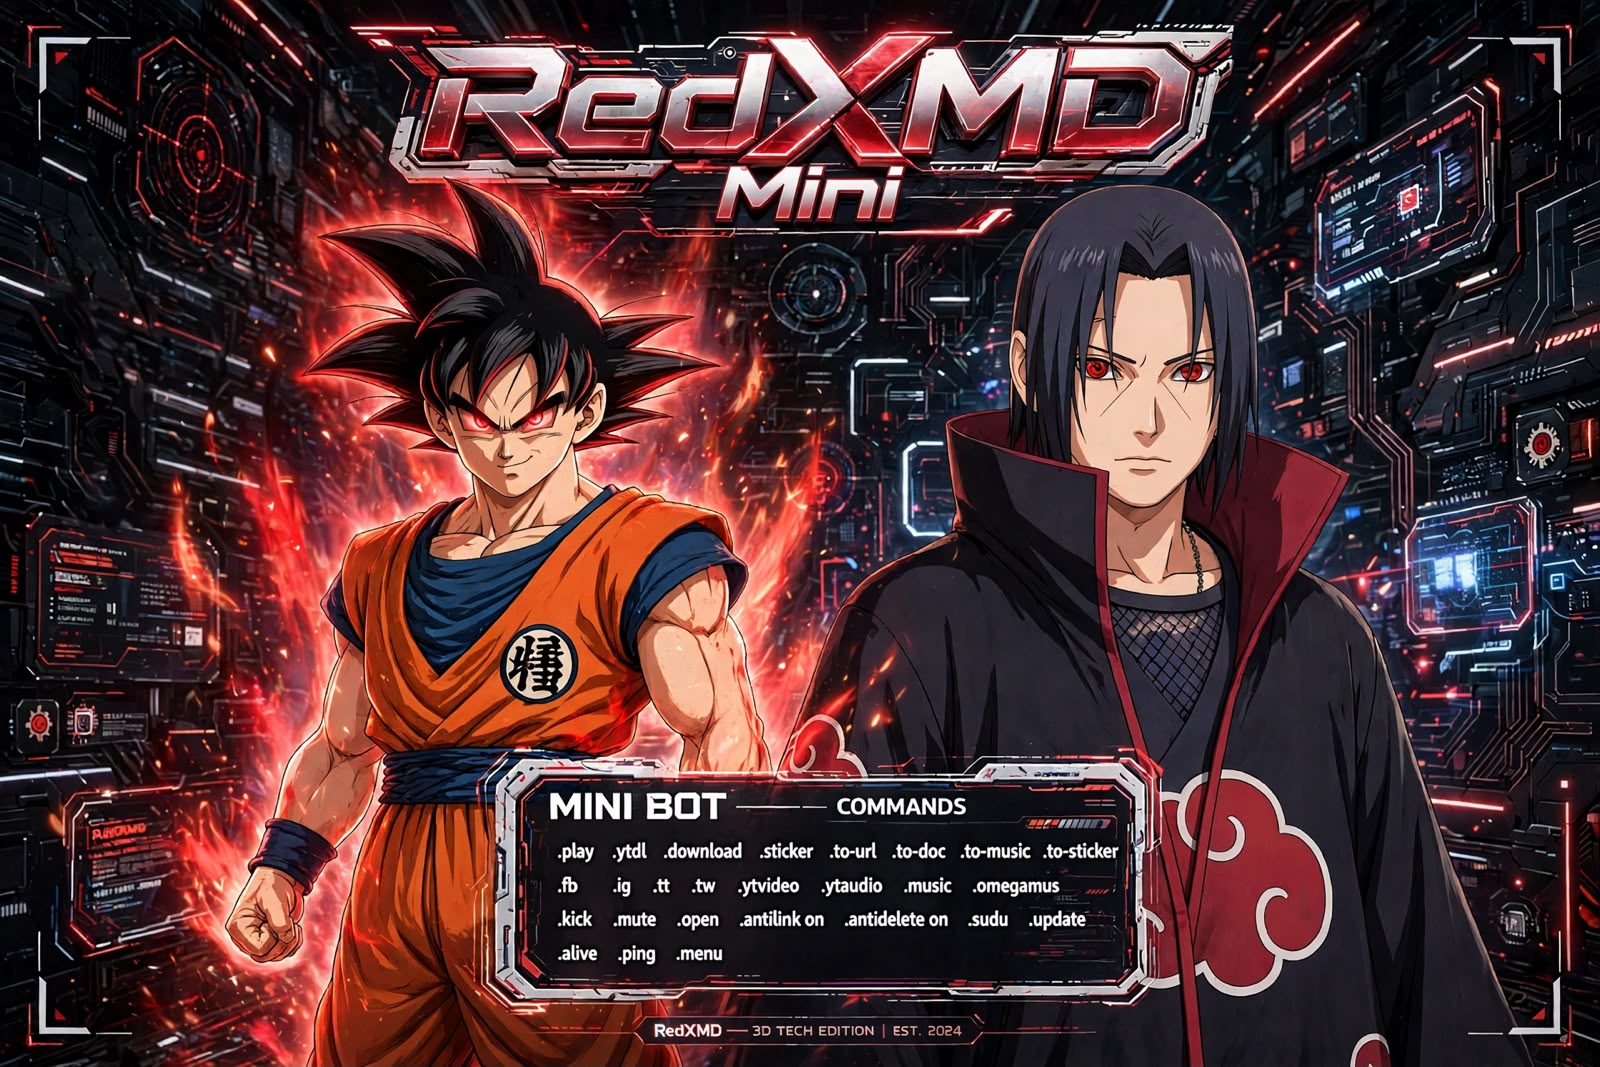 RedXMD
Mini
MINI BOT COMMANDS
.play .ytdl .download .sticker .to-url .to-doc .to-music .to-sticker
.fb .ig .tt .tw .ytvideo .ytaudio .music .omegamus
.kick .mute .open .antilink on .antidelete on .sudu .update
.alive .ping .menu
RedXMD — 3D TECH EDITION | EST. 2024